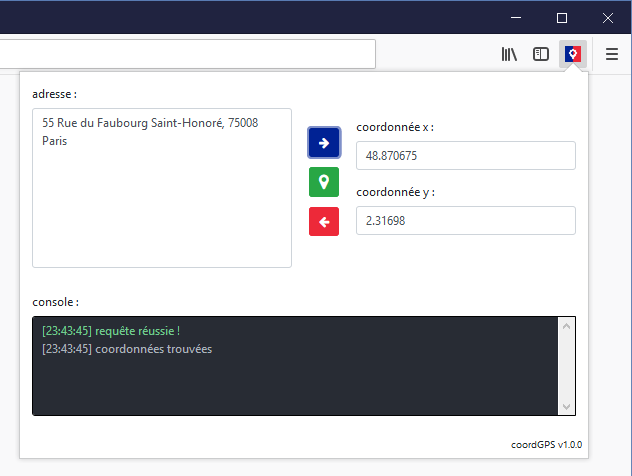 adresse :
55 Rue du Faubourg Saint-Honoré, 75008
Paris
coordonnée x :
48.870675
coordonnée y :
2.31698
console :
[23:43:45] requête réussie !
[23:43:45] coordonnées trouvées
coordGPS v1.0.0